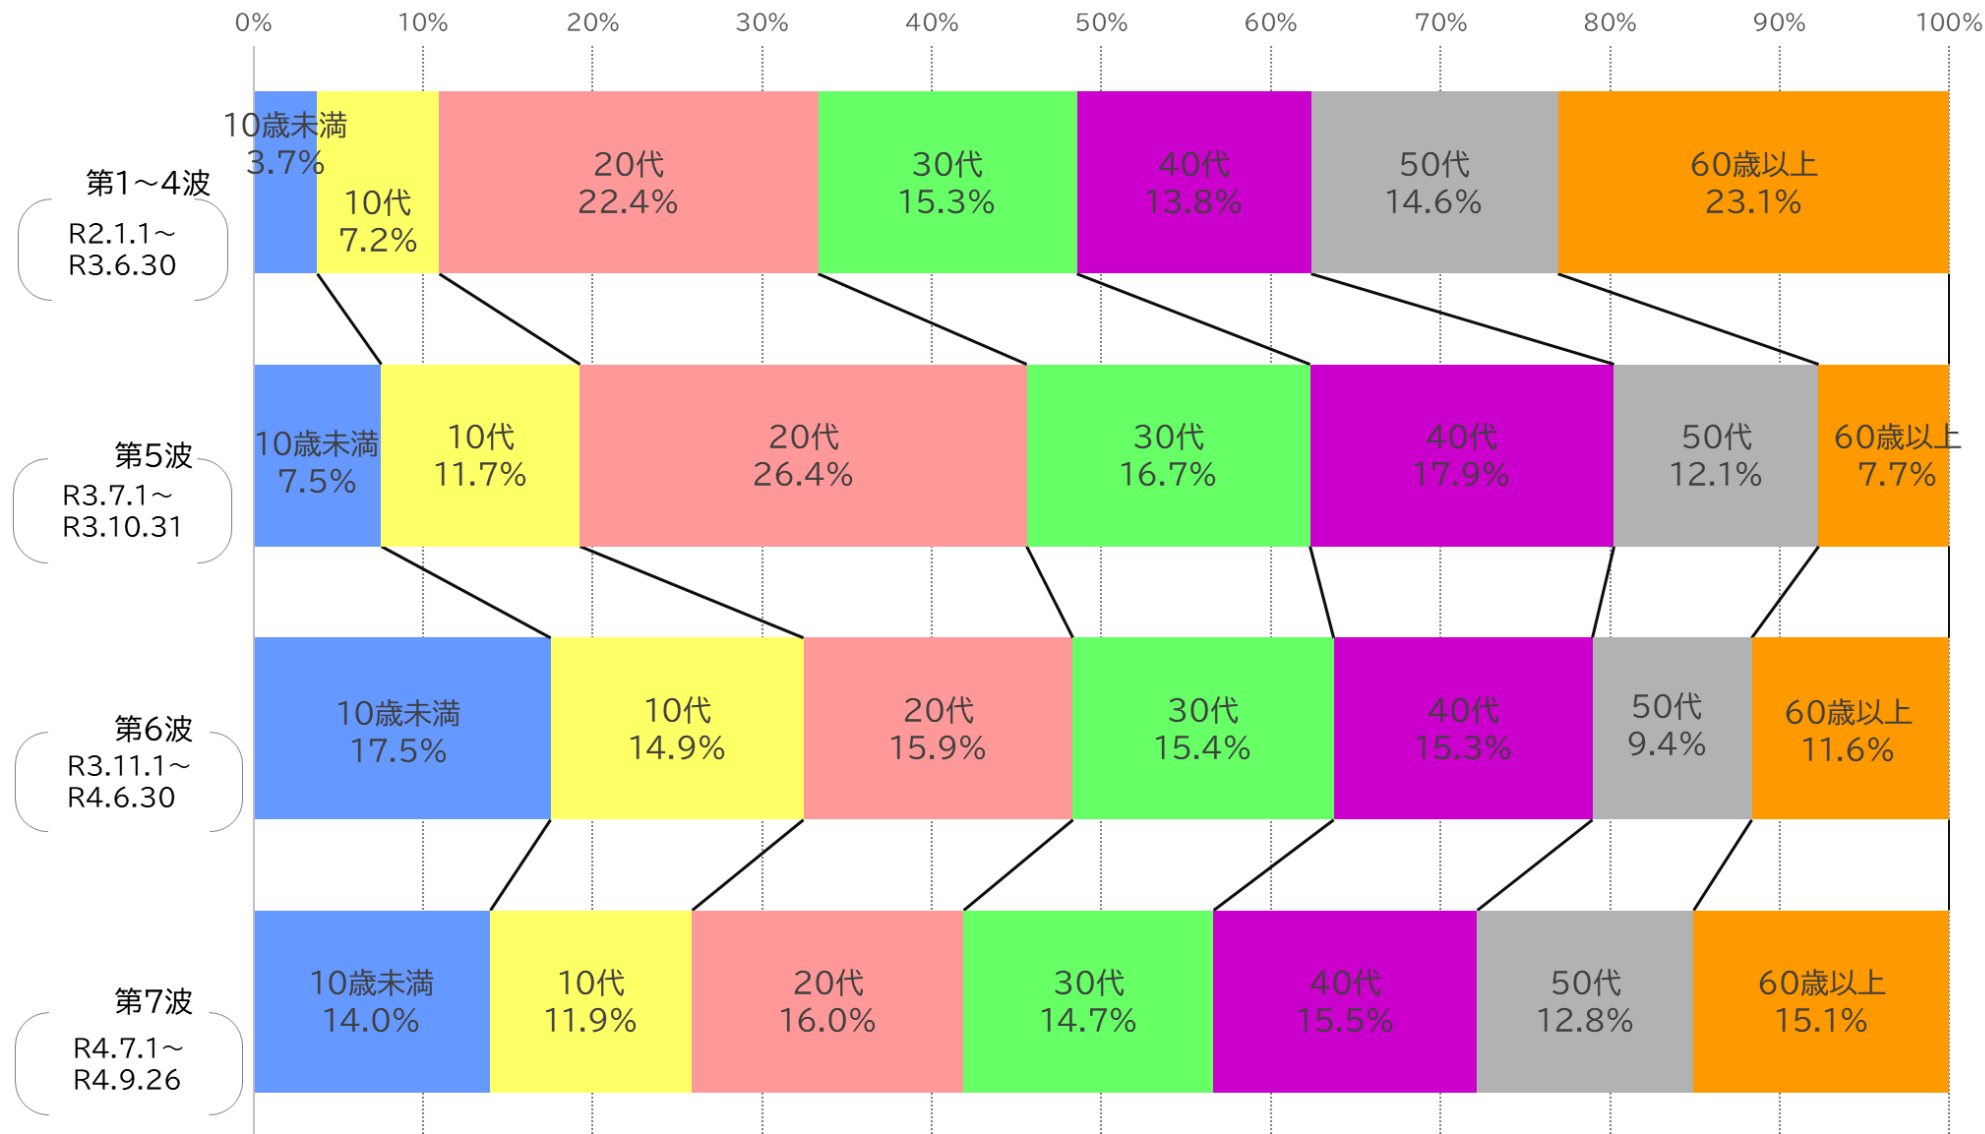 0% 10% 20% 30% 40% 50% 60% 70% 80% 90% 100%
第1～4波
R2.1.1～
R3.6.30
10歳未満
3.7%
10代
7.2%
20代
22.4%
30代
15.3%
40代
13.8%
50代
14.6%
60歳以上
23.1%
第5波
R3.7.1～
R3.10.31
10歳未満
7.5%
10代
11.7%
20代
26.4%
30代
16.7%
40代
17.9%
50代
12.1%
60歳以上
7.7%
第6波
R3.11.1～
R4.6.30
10歳未満
17.5%
10代
14.9%
20代
15.9%
30代
15.4%
40代
15.3%
50代
9.4%
60歳以上
11.6%
第7波
R4.7.1～
R4.9.26
10歳未満
14.0%
10代
11.9%
20代
16.0%
30代
14.7%
40代
15.5%
50代
12.8%
60歳以上
15.1%